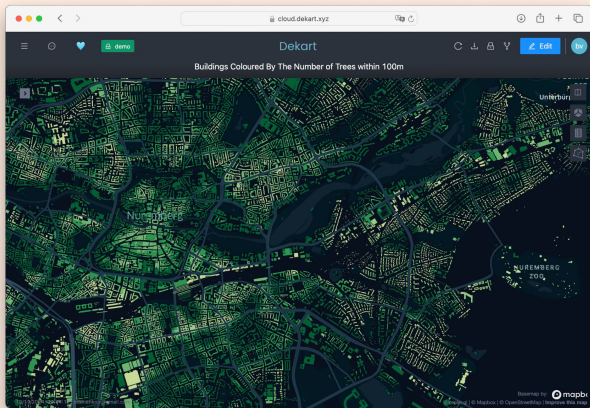 cloud.dekart.xyz
demo
Dekart
Edit
bv
Buildings Coloured By The Number of Trees within 100m
Nuremberg
NUREMBERG
ZOO
Basemap by mapbo
© Mapbox | © OpenStreetMap | Improve this map